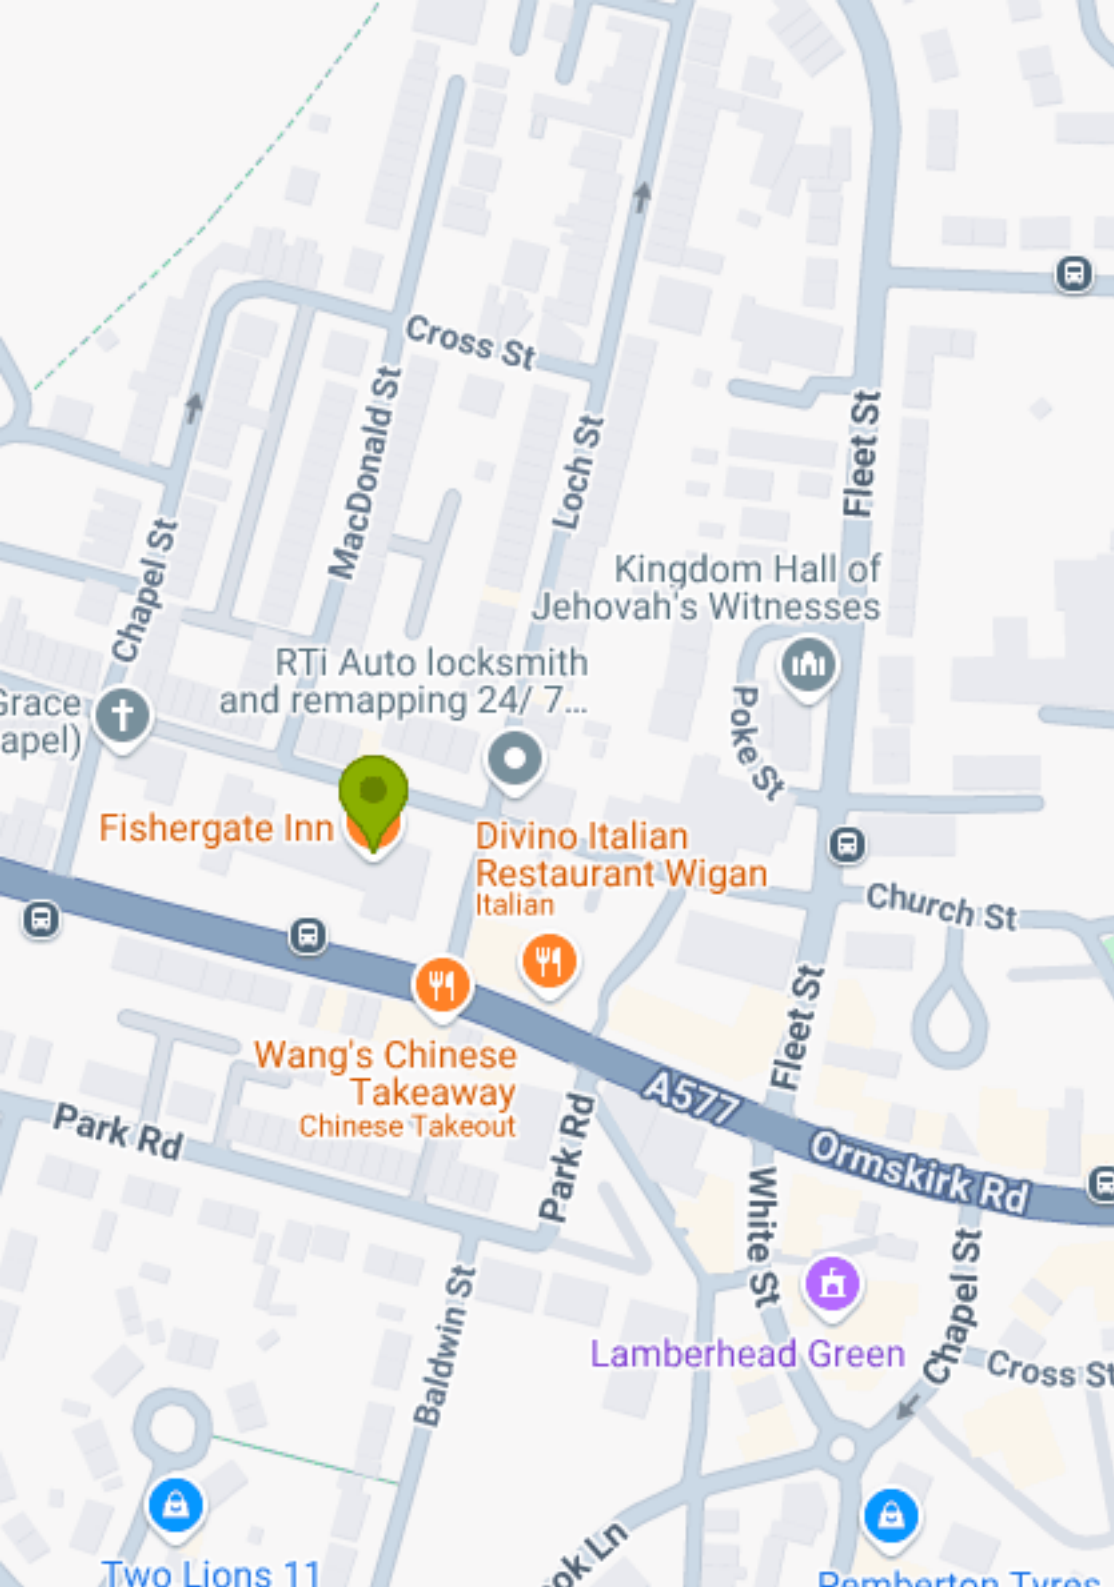 Cross St
MacDonald St
Loch St
Fleet St
Chapel St
Kingdom Hall of
Jehovah's Witnesses
RTi Auto locksmith
and remapping 24/ 7...
Grace
apel)
Poke St
Fishergate Inn
Divino Italian
Restaurant Wigan
Italian
Church St
Fleet St
Wang's Chinese
Takeaway
Chinese Takeout
A577
Park Rd
Park Rd
Ormskirk Rd
White St
Chapel St
Baldwin St
Lamberhead Green
Cross St
ok Ln
Two Lions 11
Pemberton Tyres